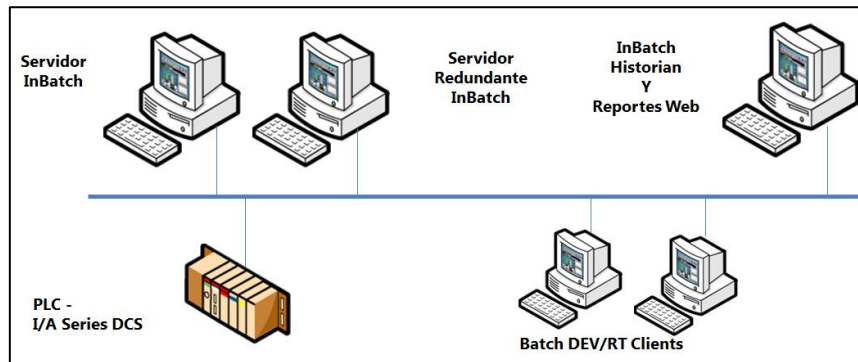 Servidor
InBatch
Servidor
Redundante
InBatch
InBatch
Historian
Y
Reportes Web
PLC -
I/A Series DCS
Batch DEV/RT Clients